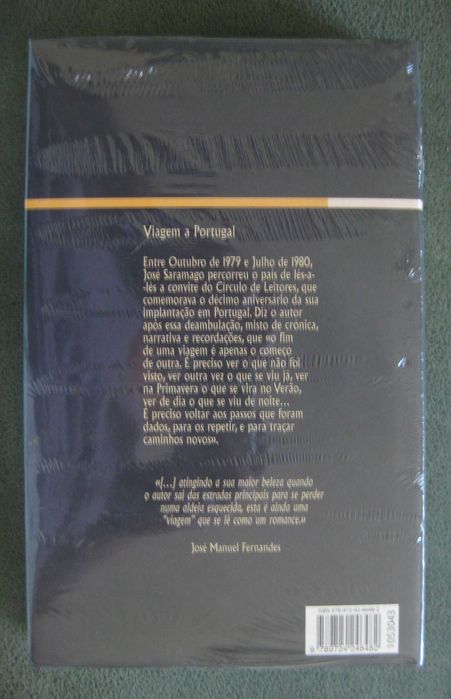 Viagem a Portugal
Entre Outubro de 1979 e Julho de 1980,
José Saramago percorreu o país de lés-a-
-lés a convite do Círculo de Leitores, que
comemorava o décimo aniversário da sua
implantação em Portugal. Diz o autor
após essa deambulação, misto de crónica,
narrativa e recordações, que «o fim
de uma viagem é apenas o começo
de outra. É preciso ver o que não foi
visto, ver outra vez o que se viu já, ver
na Primavera o que se vira no Verão,
ver de dia o que se viu de noite...
É preciso voltar aos passos que foram
dados, para os repetir, e para traçar
caminhos novos».
«[...] atingindo a sua maior beleza quando
o autor sai das estradas principais para se perder
numa aldeia esquecida, esta é ainda uma
"viagem" que se lê como um romance.»
José Manuel Fernandes
1053043